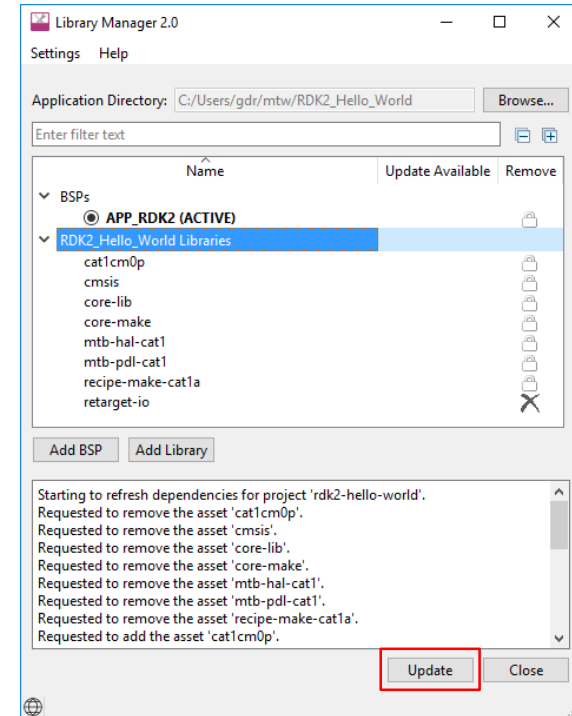 Library Manager 2.0
Settings Help
Application Directory: C:/Users/gdr/mtw/RDK2_Hello_World Browse...
Enter filter text
Name Update Available Remove
BSPs
APP_RDK2 (ACTIVE)
RDK2_Hello_World Libraries
cat1cm0p
cmsis
core-lib
core-make
mtb-hal-cat1
mtb-pdl-cat1
recipe-make-cat1a
retarget-io
Add BSP Add Library
Starting to refresh dependencies for project 'rdk2-hello-world'.
Requested to remove the asset 'cat1cm0p'.
Requested to remove the asset 'cmsis'.
Requested to remove the asset 'core-lib'.
Requested to remove the asset 'core-make'.
Requested to remove the asset 'mtb-hal-cat1'.
Requested to remove the asset 'mtb-pdl-cat1'.
Requested to remove the asset 'recipe-make-cat1a'.
Requested to add the asset 'cat1cm0p'.
Update Close